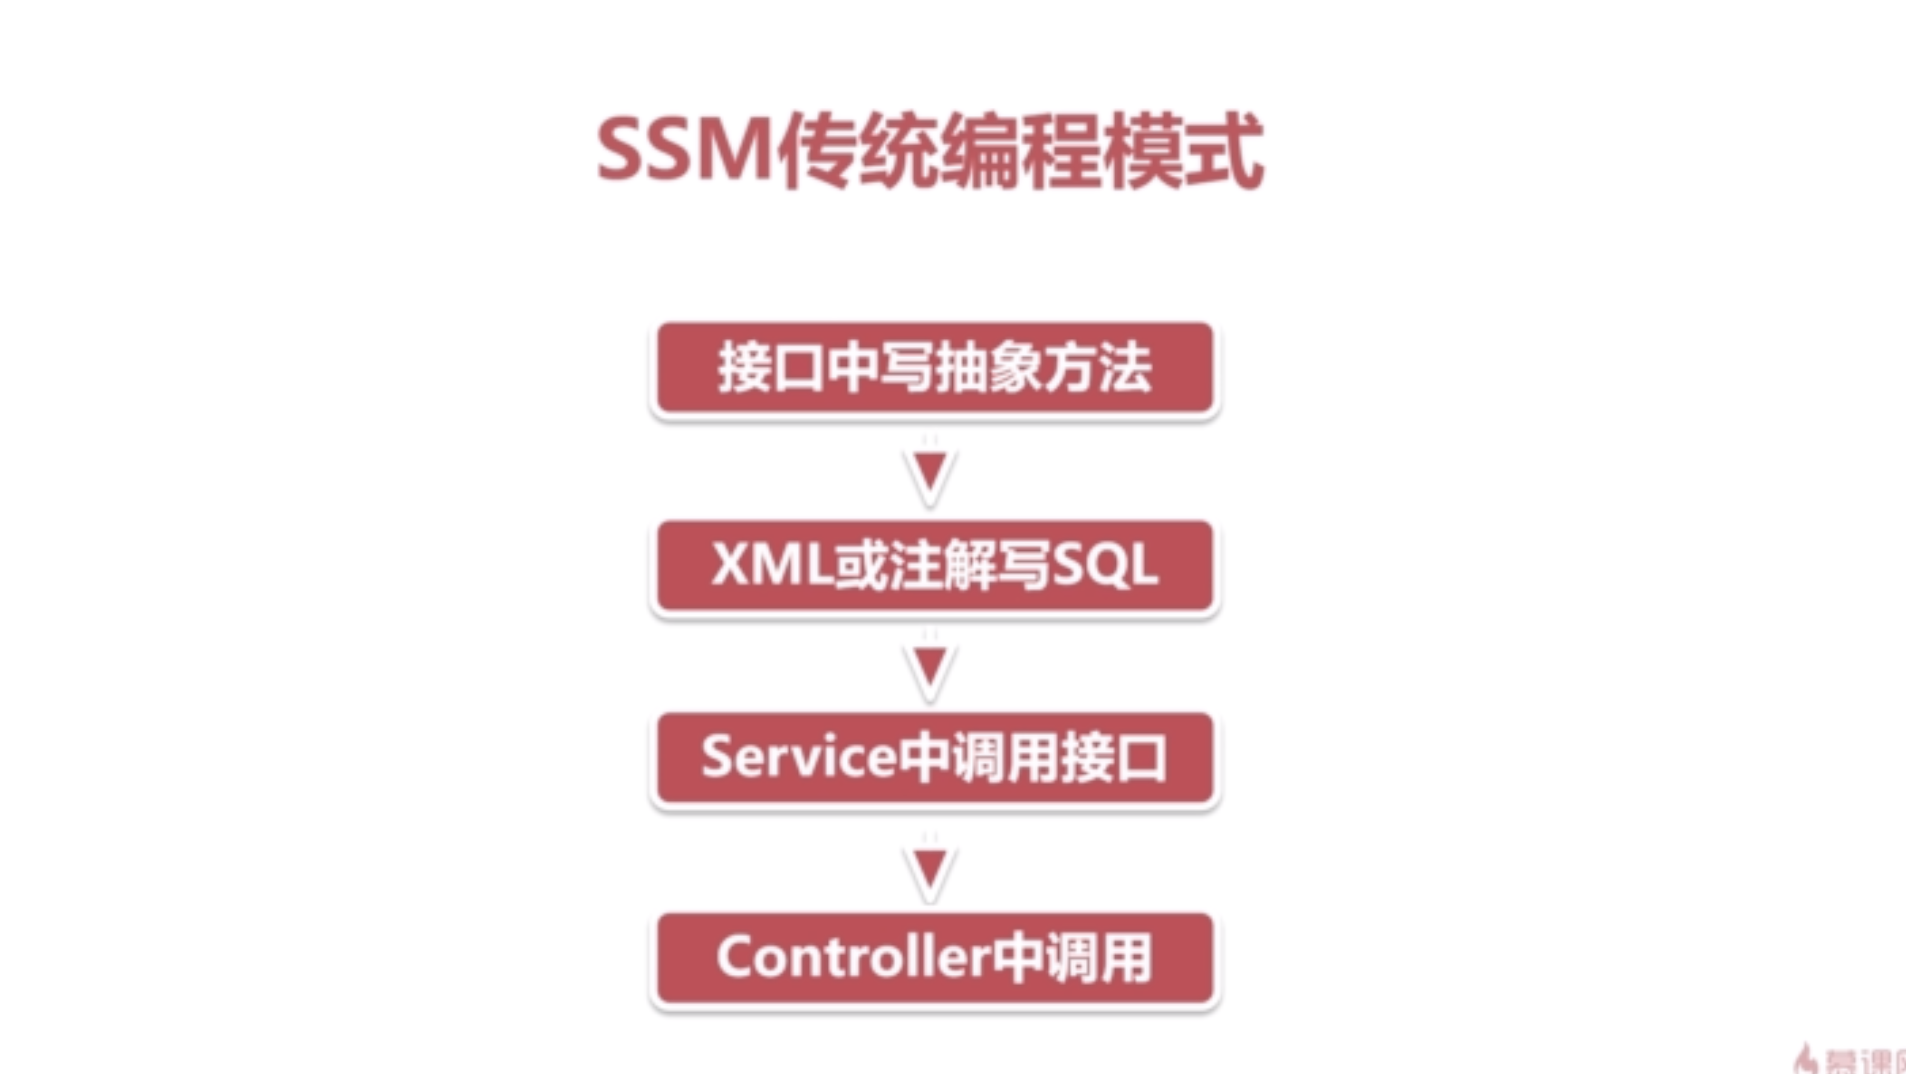 SSM传统编程模式
接口中写抽象方法
XML或注解写SQL
Service中调用接口
Controller中调用
慕课网